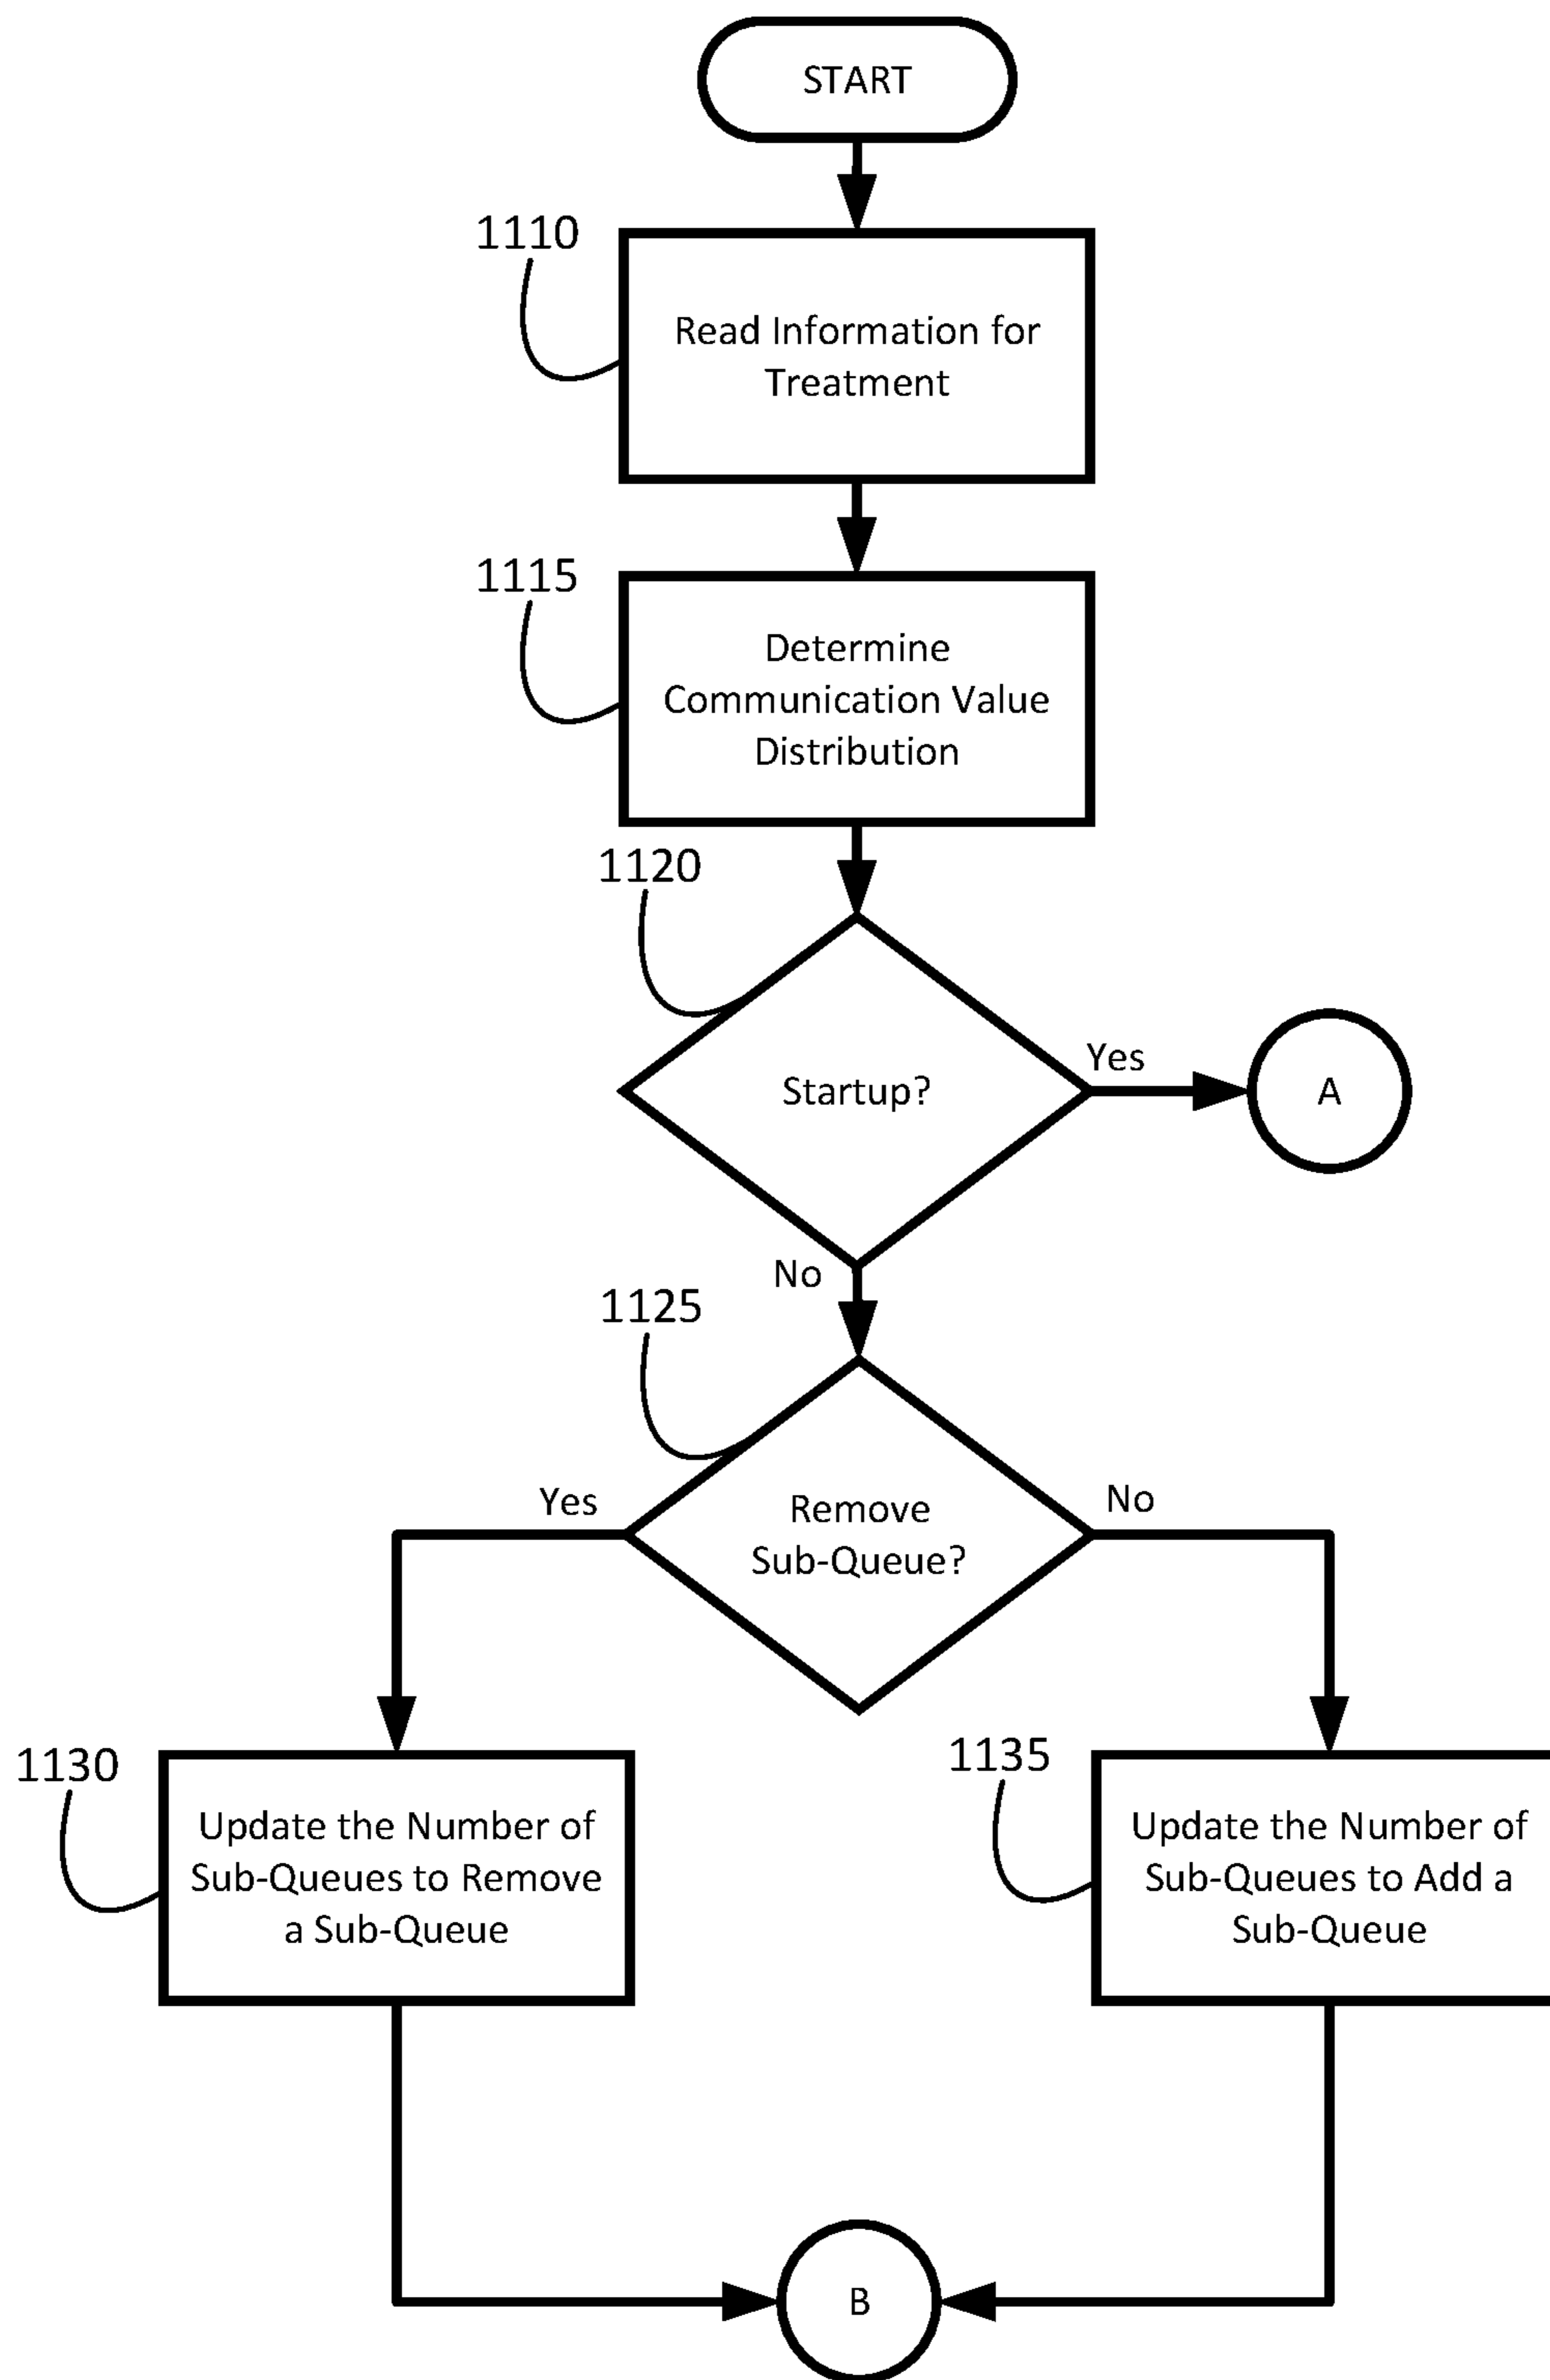 START
1110
Read Information for
Treatment
1115
Determine
Communication Value
Distribution
1120
Startup?
Yes
A
No
1125
Remove
Sub-Queue?
Yes
No
1130
Update the Number of
Sub-Queues to Remove
a Sub-Queue
1135
Update the Number of
Sub-Queues to Add a
Sub-Queue
B